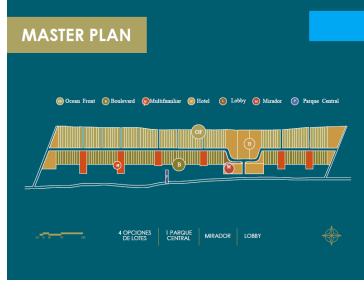 MASTER PLAN
Ocean Front Boulevard Multifamiliar Hotel Lobby Mirador Parque Central
OF
H
B
4 OPCIONES
DE LOTES
1 PARQUE
CENTRAL
MIRADOR
LOBBY